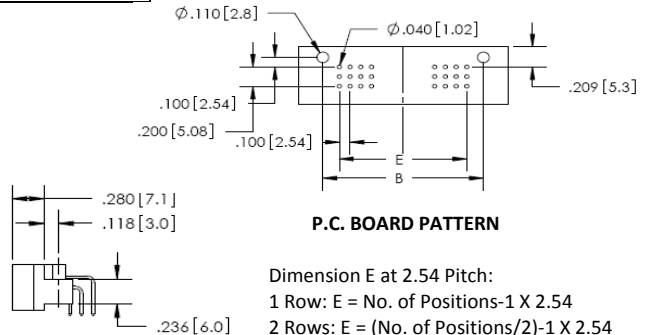 Ø.110[2.8]
Ø.040[1.02]
.209 [5.3]
.100 [2.54]
.200 [5.08]
.100 [2.54]
E
B
.280 [7.1]
.118 [3.0]
P.C. BOARD PATTERN
Dimension E at 2.54 Pitch:
1 Row: E = No. of Positions-1 X 2.54
.236 [6.0]
2 Rows: E = (No. of Positions/2)-1 X 2.54